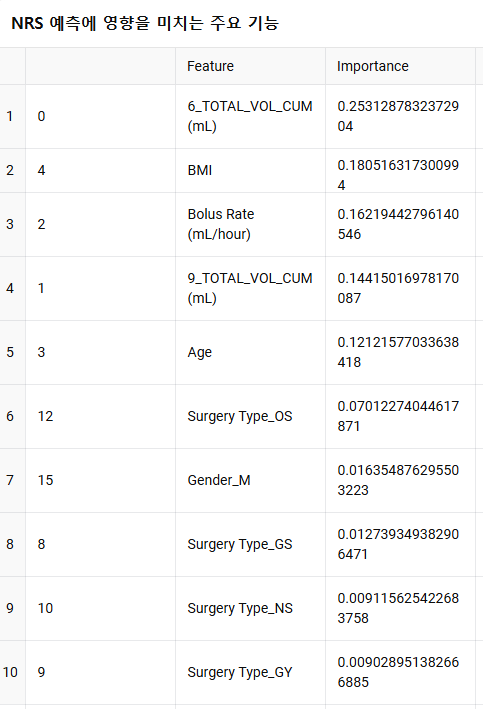 NRS 예측에 영향을 미치는 주요 기능
Feature Importance
1 0 6_TOTAL_VOL_CUM (mL) 0.2531287832372904
2 4 BMI 0.180516317300994
3 2 Bolus Rate (mL/hour) 0.16219442796140546
4 1 9_TOTAL_VOL_CUM (mL) 0.14415016978170087
5 3 Age 0.12121577033638418
6 12 Surgery Type_OS 0.07012274044617871
7 15 Gender_M 0.016354876295503223
8 8 Surgery Type_GS 0.012739349382906471
9 10 Surgery Type_NS 0.009115625422683758
10 9 Surgery Type_GY 0.009028951382666885